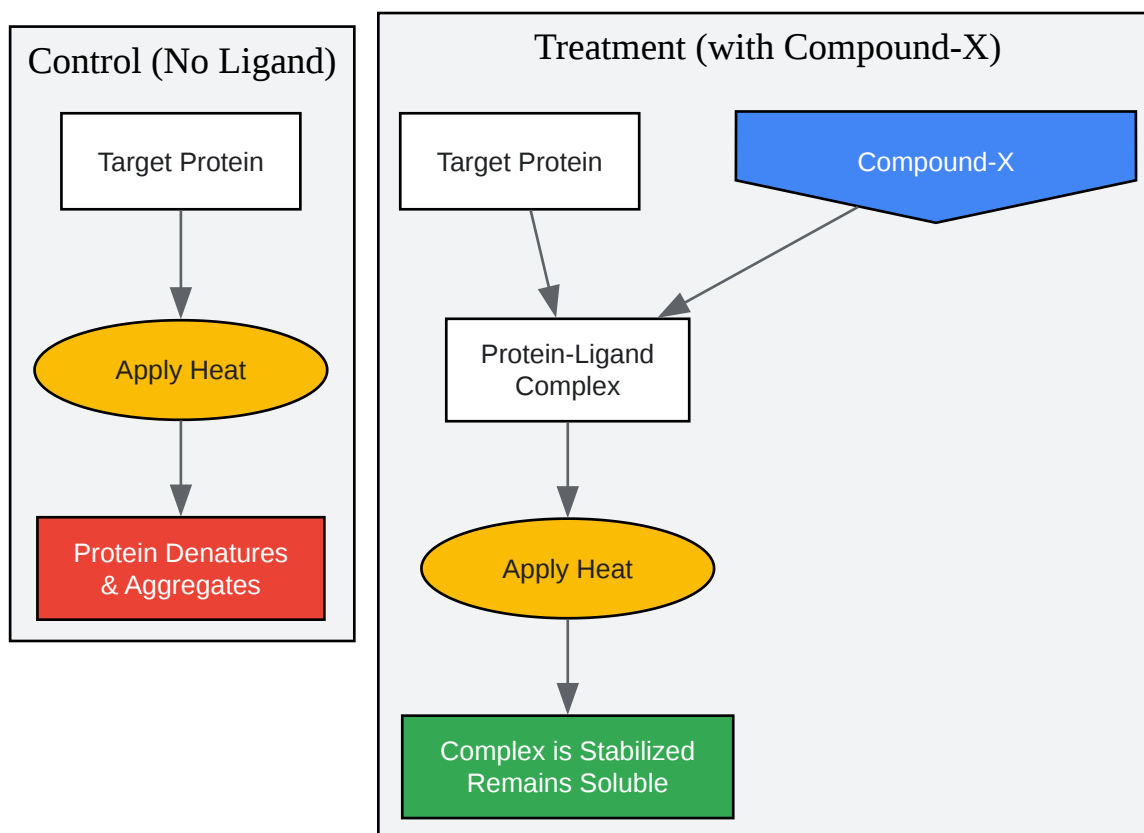 Control (No Ligand)
Target Protein
Apply Heat
Protein Denatures
& Aggregates
Treatment (with Compound-X)
Target Protein
Compound-X
Protein-Ligand
Complex
Apply Heat
Complex is Stabilized
Remains Soluble